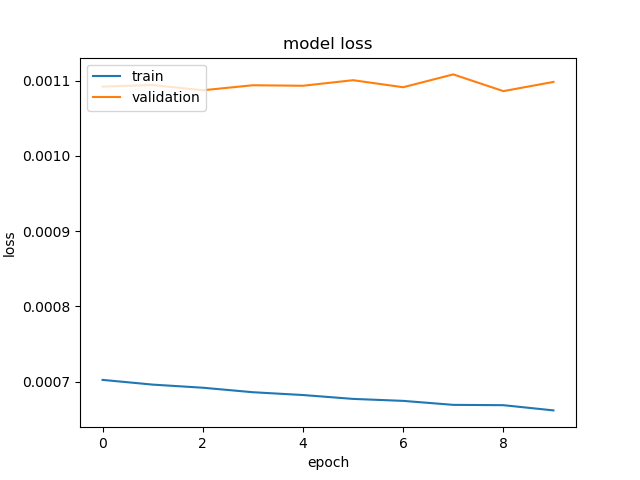 model loss
train
validation
0.0011
0.0010
0.0009
0.0008
0.0007
loss
0 2 4 6 8
epoch